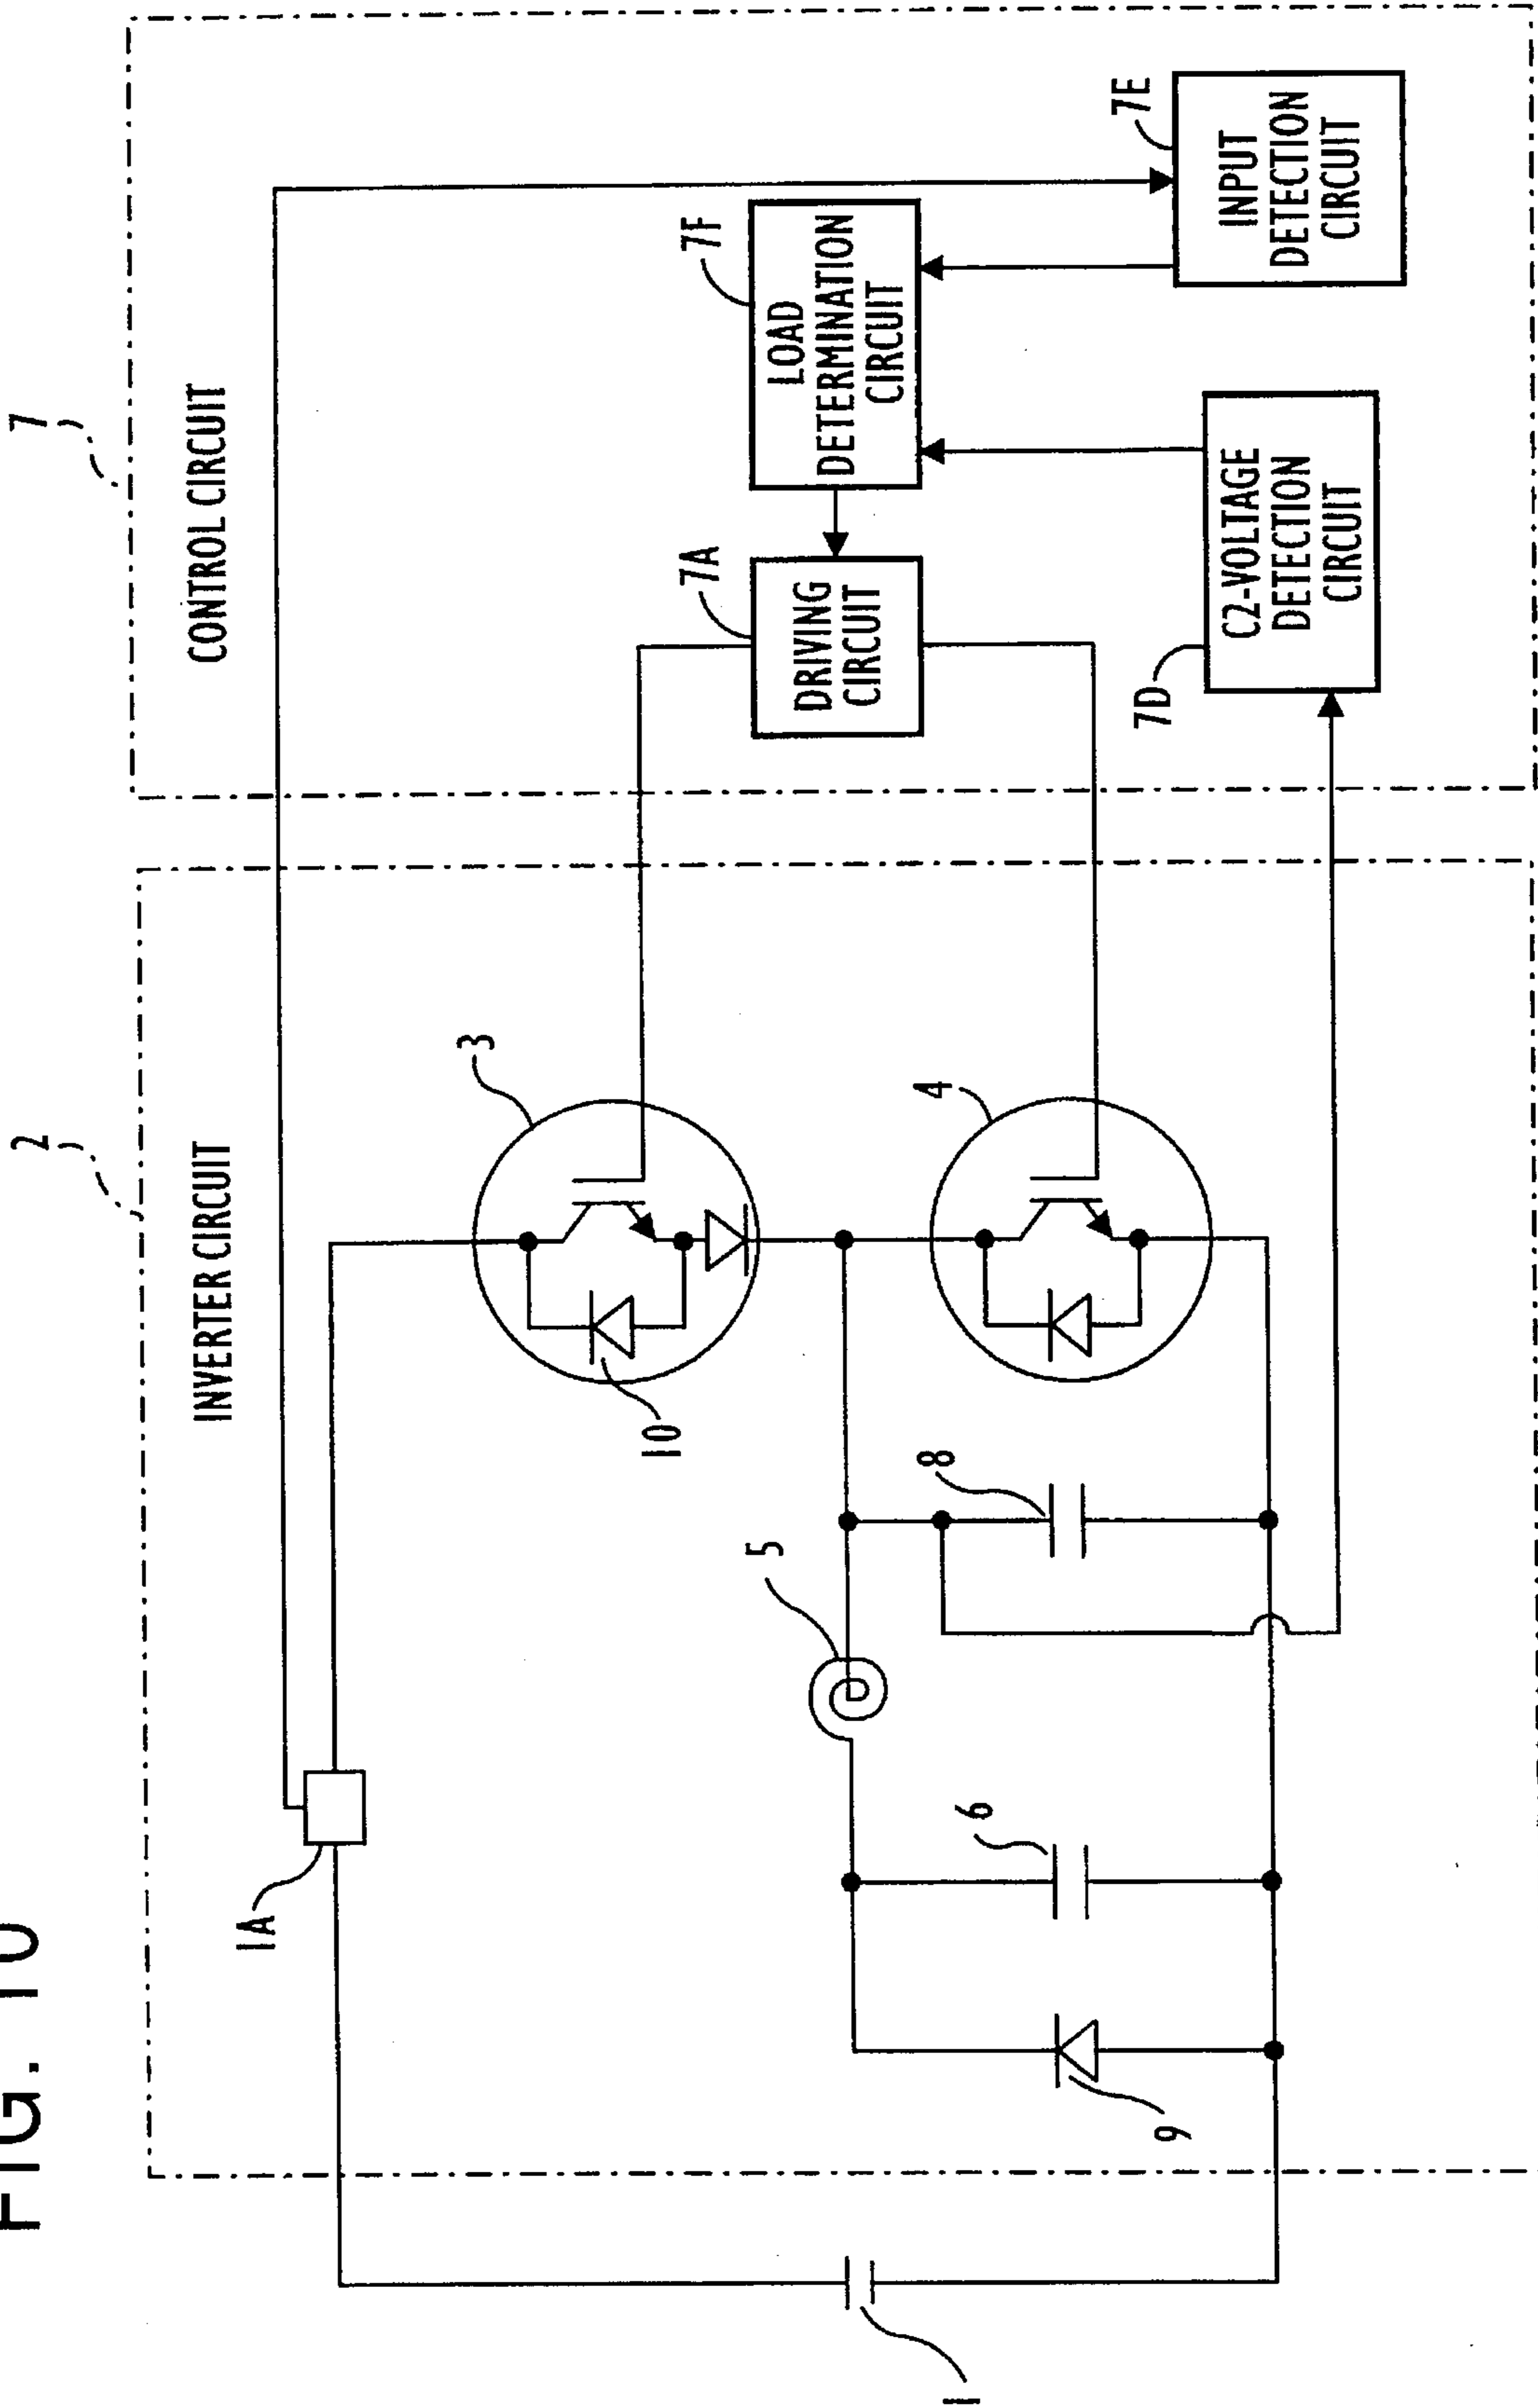 FIG. 10
2
7
INVERTER CIRCUIT
CONTROL CIRCUIT
1A
3
10
7A
7F
DRIVING
CIRCUIT
LOAD
DETERMINATION
CIRCUIT
5
8
4
6
7D
7E
C2-VOLTAGE
DETECTION
CIRCUIT
INPUT
DETECTION
CIRCUIT
1
9